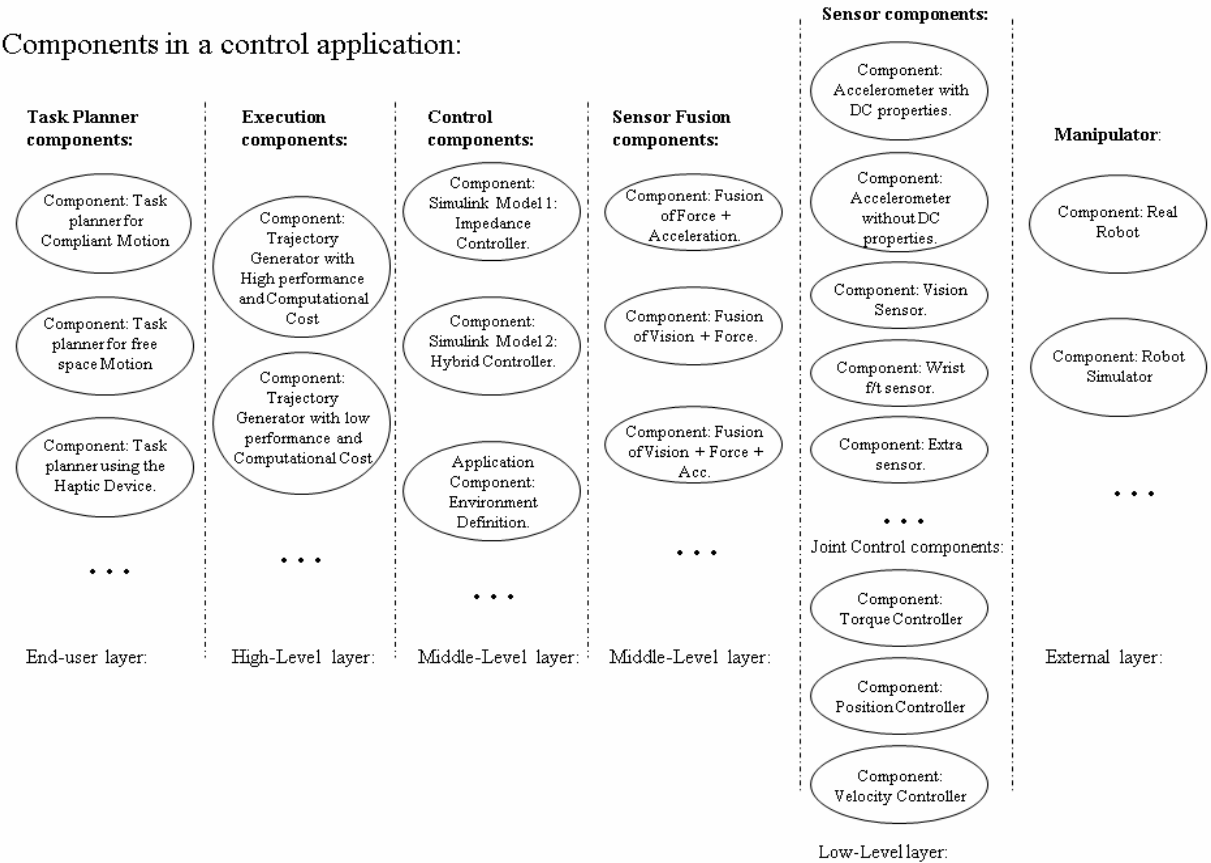 Components in a control application:
Task Planner
components:
Component: Task
planner for
Compliant Motion
Component: Task
planner for free
space Motion
Component: Task
planner using the
Haptic Device.
• • •
End-user layer:
Execution
components:
Component:
Trajectory
Generator with
High performance
and Computational
Cost
Component:
Trajectory
Generator with low
performance and
Computational Cost
• • •
High-Level layer:
Control
components:
Component:
Simulink Model 1:
Impedance
Controller.
Component:
Simulink Model 2:
Hybrid Controller.
Application
Component:
Environment
Definition.
• • •
Middle-Level layer:
Sensor Fusion
components:
Component: Fusion
of Force +
Acceleration.
Component: Fusion
of Vision + Force.
Component: Fusion
of Vision + Force +
Acc.
• • •
Middle-Level layer:
Sensor components:
Component:
Accelerometer with
DC properties.
Component:
Accelerometer
without DC
properties.
Component: Vision
Sensor.
Component: Wrist
f/t sensor.
Component: Extra
sensor.
• • •
Joint Control components:
Component:
Torque Controller
Component:
Position Controller
Component:
Velocity Controller
Low-Level layer:
Manipulator:
Component: Real
Robot
Component: Robot
Simulator
• • •
External layer: